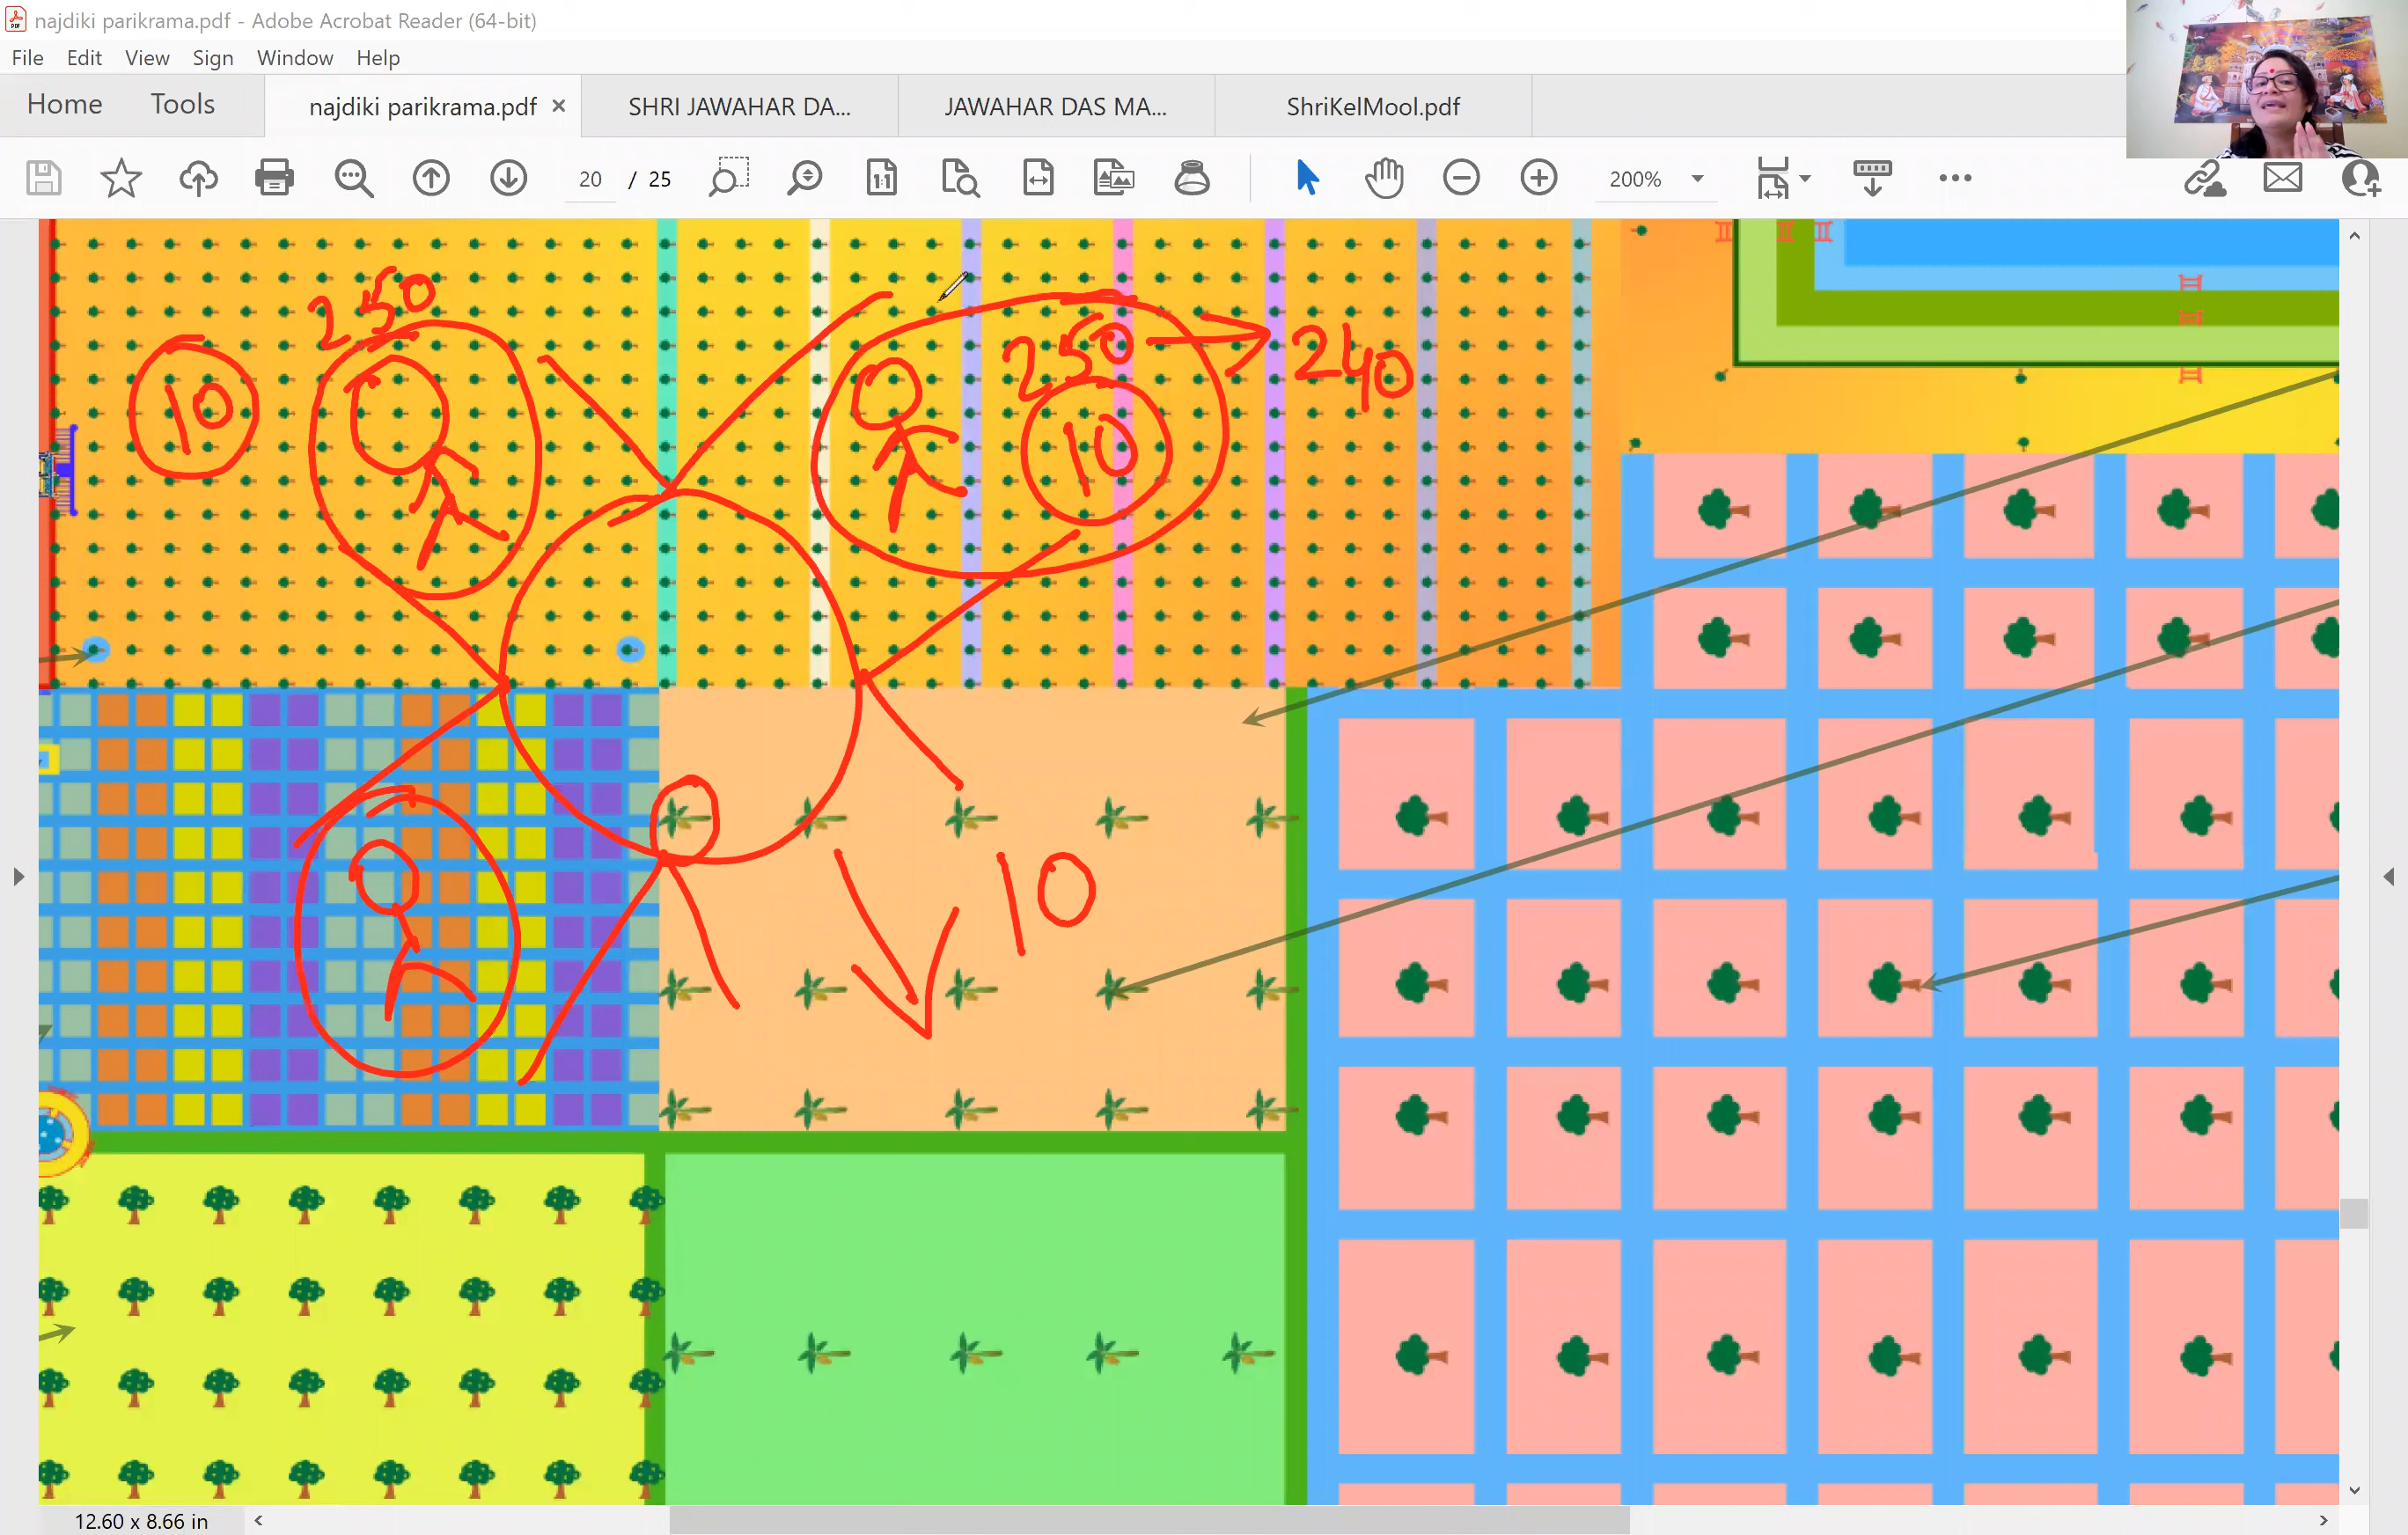 najdiki parikrama.pdf - Adobe Acrobat Reader (64-bit)
File Edit View Sign Window Help
Home Tools najdiki parikrama.pdf × SHRI JAWAHAR DA... JAWAHAR DAS MA... ShriKelMool.pdf
20 / 25 1:1 200%
250
10
250 → 240
10
10
12.60 x 8.66 in